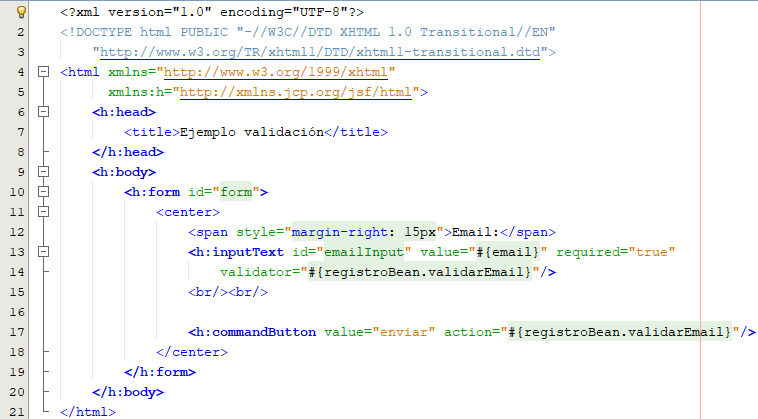 <?xml version="1.0" encoding="UTF-8"?>
2 <!DOCTYPE html PUBLIC "-//W3C//DTD XHTML 1.0 Transitional//EN"
3 "http://www.w3.org/TR/xhtml1/DTD/xhtml1-transitional.dtd">
4 <html xmlns="http://www.w3.org/1999/xhtml"
5 xmlns:h="http://xmlns.jcp.org/jsf/html">
6 <h:head>
7 <title>Ejemplo validación</title>
8 </h:head>
9 <h:body>
10 <h:form id="form">
11 <center>
12 <span style="margin-right: 15px">Email:</span>
13 <h:inputText id="emailInput" value="#{email}" required="true"
14 validator="#{registroBean.validarEmail}"/>
15 <br/><br/>
16
17 <h:commandButton value="enviar" action="#{registroBean.validarEmail}"/>
18 </center>
19 </h:form>
20 </h:body>
21 </html>